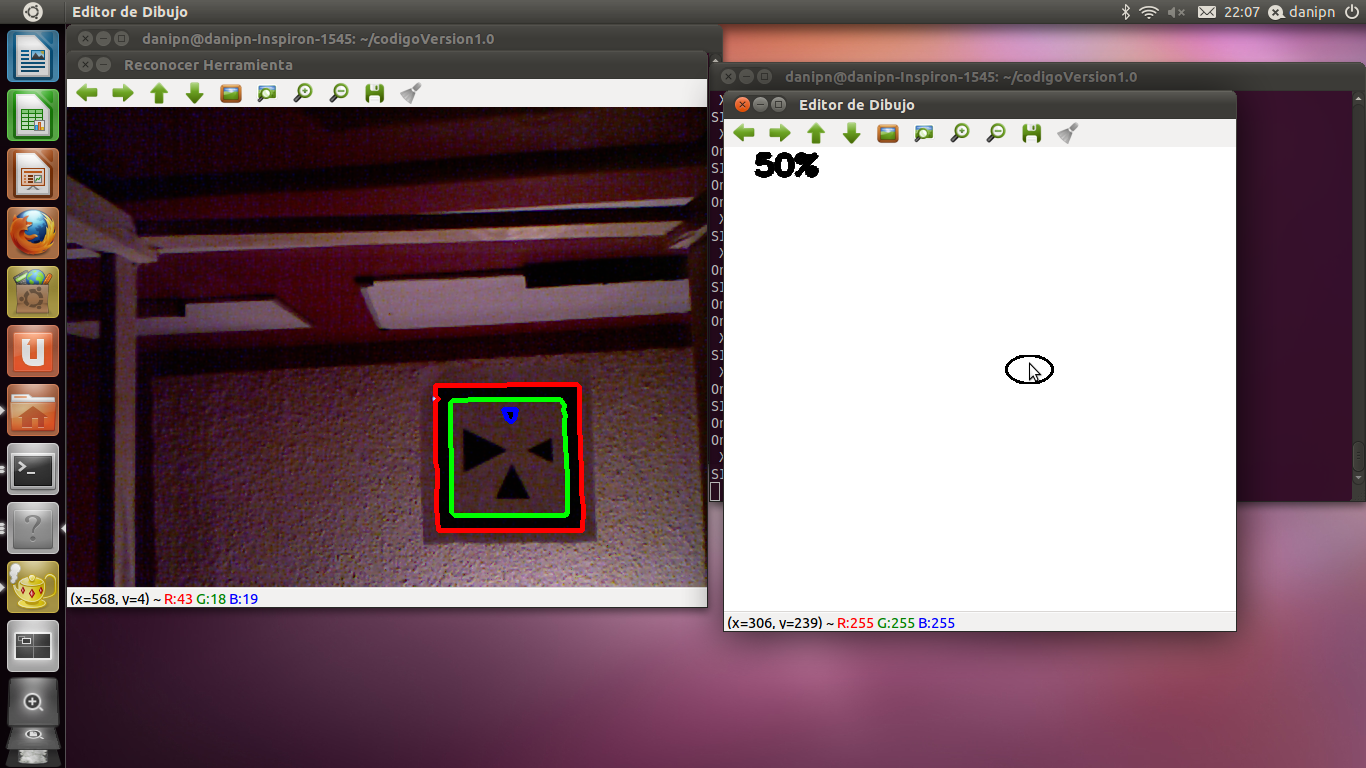 Editor de Dibujo
22:07 danipn
danipn@danipn-Inspiron-1545: ~/codigoVersion1.0
Reconocer Herramienta
(x=568, y=4) ~ R:43 G:18 B:19
danipn@danipn-Inspiron-1545: ~/codigoVersion1.0
Editor de Dibujo
50%
(x=306, y=239) ~ R:255 G:255 B:255